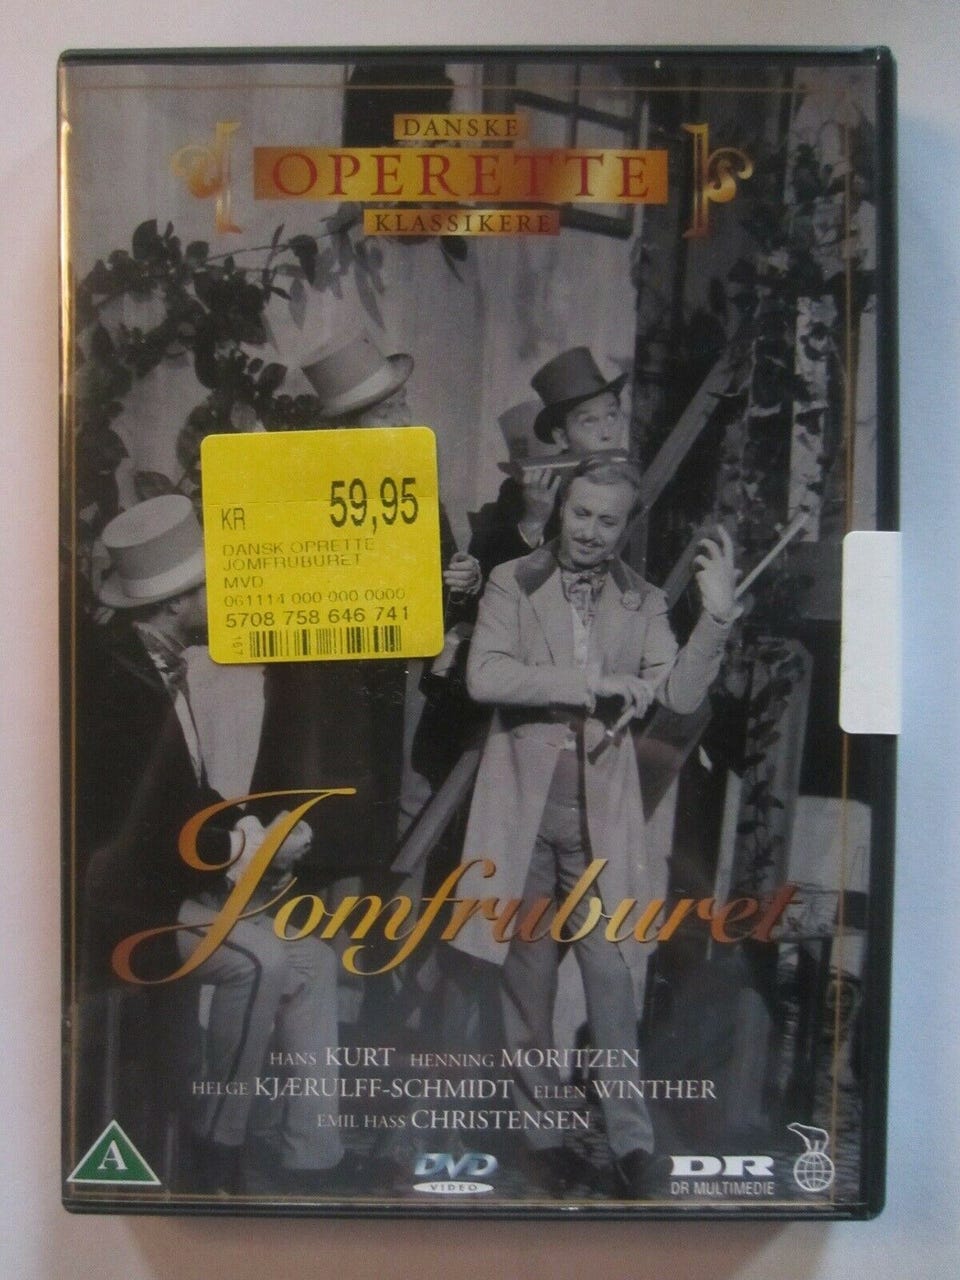 DANSKE
OPERETTE
KLASSIKERE
KR 59,95
DANSK OPRETTE
JOMFRUBURET
MVD
061114 000 000 0000
5708 758 646 741
167
Jomfruburet
HANS KURT HENNING MORITZEN
HELGE KJÆRULFF-SCHMIDT ELLEN WINTHER
EMIL HASS CHRISTENSEN
A
DVD
VIDEO
DR
DR MULTIMEDIE